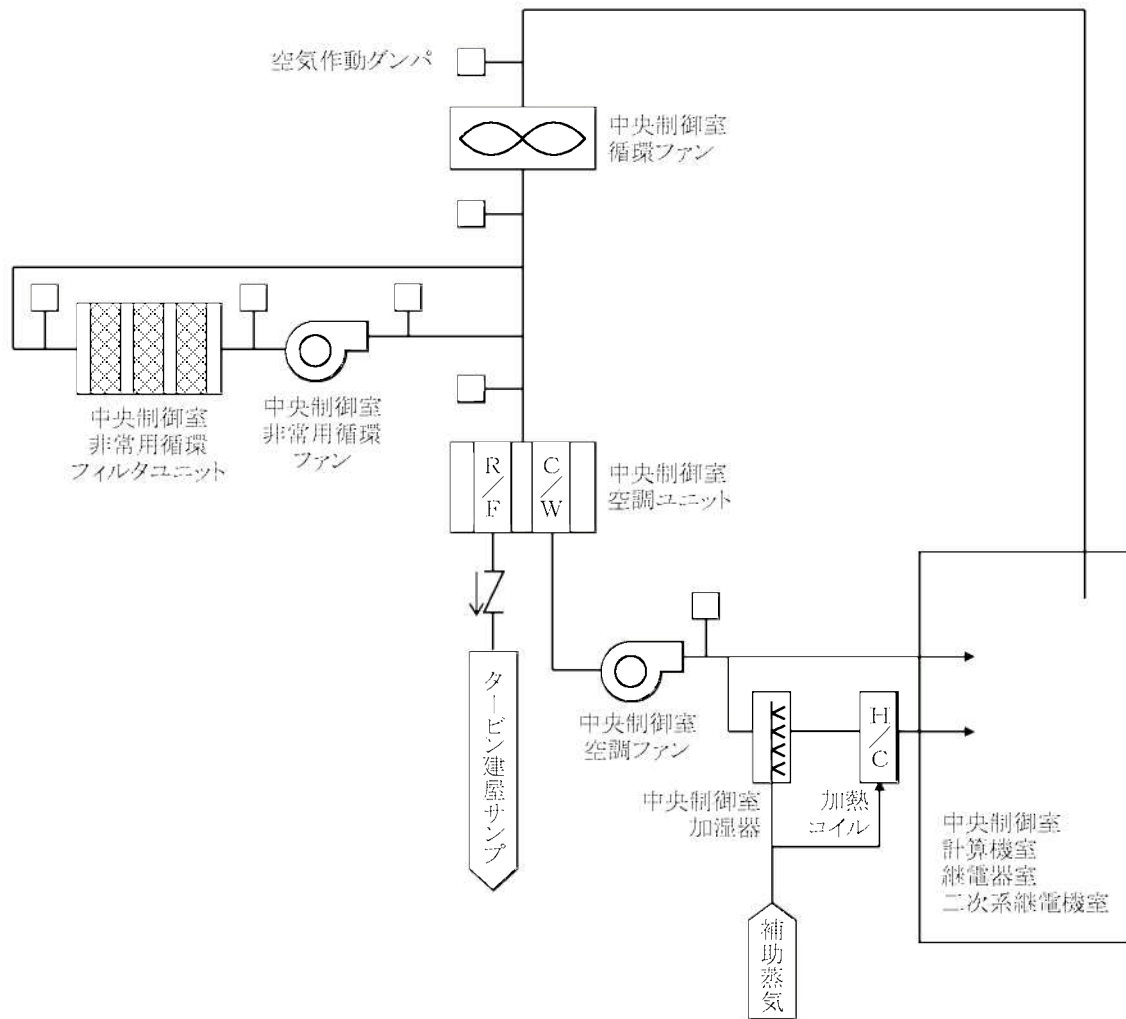 空気作動ダンパ
中央制御室
循環ファン
中央制御室
非常用循環
フィルタユニット
中央制御室
非常用循環
ファン
R/F
C/W
中央制御室
空調ユニット
タービン建屋サンプ
中央制御室
空調ファン
中央制御室
加湿器
H/C
加熱
コイル
補助蒸気
中央制御室
計算機室
継電器室
二次系継電機室